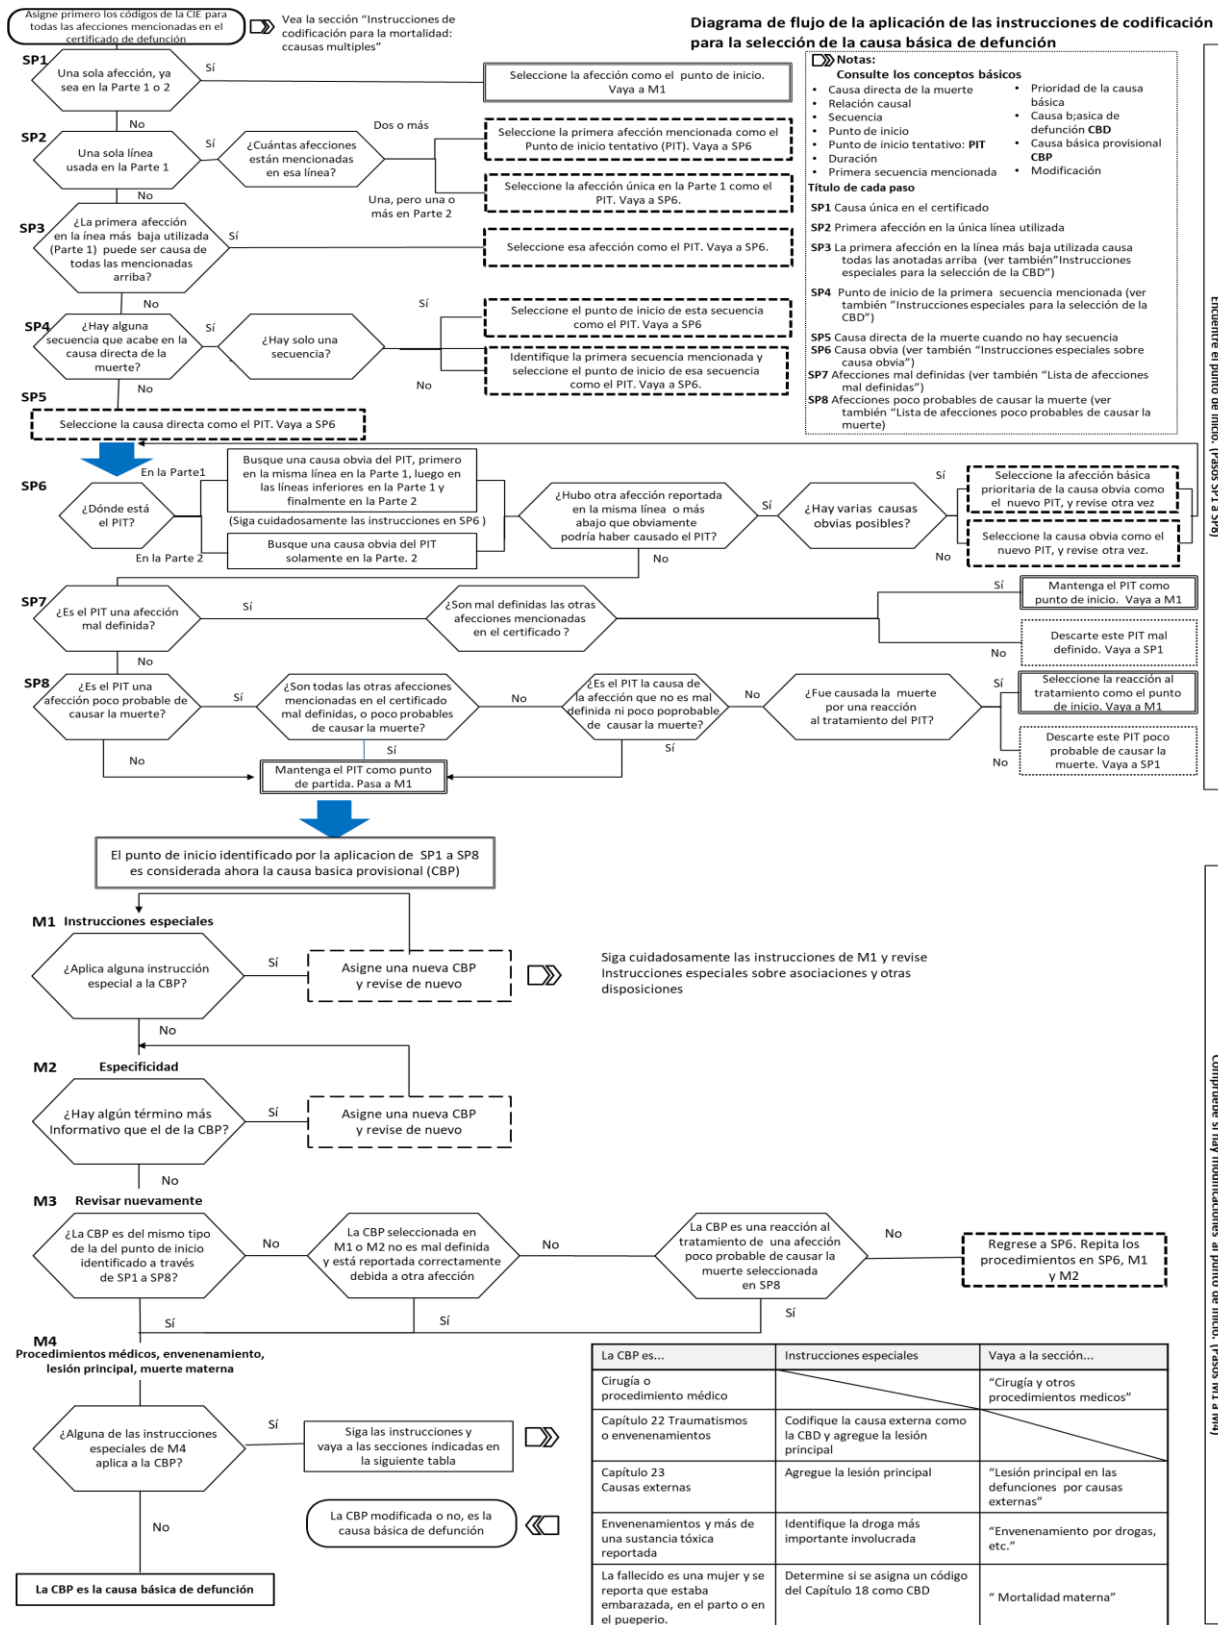 Asigne primero los códigos de la CIE para
todas las afecciones mencionadas en el
certificado de defunción
Vea la sección "Instrucciones de
codificación para la mortalidad:
ccausas multiples"
Diagrama de flujo de la aplicación de las instrucciones de codificación
para la selección de la causa básica de defunción
SP1
Una sola afección, ya
sea en la Parte 1 o 2
Sí
Seleccione la afección como el punto de inicio.
Vaya a M1
No
SP2
Una sola línea
usada en la Parte 1
Sí
¿Cuántas afecciones
están mencionadas
en esa línea?
Dos o más
Seleccione la primera afección mencionada como el
Punto de inicio tentativo (PIT). Vaya a SP6
Seleccione la afección única en la Parte 1 como el
PIT. Vaya a SP6.
Una, pero una o
más en Parte 2
No
SP3
¿La primera afección
en la ínea más baja utilizada
(Parte 1) puede ser causa de
todas las mencionadas
arriba?
Sí
Seleccione esa afección como el PIT. Vaya a SP6.
No
SP4
¿Hay alguna
secuencia que acabe en la
causa directa de la
muerte?
Sí
¿Hay solo una
secuencia?
Sí
Seleccione el punto de inicio de esta secuencia
como el PIT. Vaya a SP6
Identifique la primera secuencia mencionada y
seleccione el punto de inicio de esa secuencia
como el PIT. Vaya a SP6.
No
No
SP5
Seleccione la causa directa como el PIT. Vaya a SP6
Notas:
Consulte los conceptos básicos
• Causa directa de la muerte
• Relación causal
• Secuencia
• Punto de inicio
• Punto de inicio tentativo: PIT
• Duración
• Primera secuencia mencionada
• Prioridad de la causa
básica
• Causa b;asica de
defunción CBD
• Causa básica provisional
CBP
• Modificación
Título de cada paso
SP1 Causa única en el certificado
SP2 Primera afección en la única línea utilizada
SP3 La primera afección en la línea más baja utilizada causa
todas las anotadas arriba (ver también"Instrucciones
especiales para la selección de la CBD")
SP4 Punto de inicio de la primera secuencia mencionada (ver
también "Instrucciones especiales para la selección de la
CBD")
SP5 Causa directa de la muerte cuando no hay secuencia
SP6 Causa obvia (ver también "Instrucciones especiales sobre
causa obvia")
SP7 Afecciones mal definidas (ver también "Lista de afecciones
mal definidas")
SP8 Afecciones poco probables de causar la muerte (ver
también "Lista de afecciones poco probables de causar la
muerte)
Encuentre el punto de inicio. (Pasos SP1 a SP8)
SP6
¿Dónde está
el PIT?
En la Parte1
Busque una causa obvia del PIT, primero
en la misma línea en la Parte 1, luego en
las líneas inferiores en la Parte 1 y
finalmente en la Parte 2
(Siga cuidadosamente las instrucciones en SP6 )
Busque una causa obvia del PIT
solamente en la Parte. 2
En la Parte 2
¿Hubo otra afección reportada
en la misma línea o más
abajo que obviamente
podría haber causado el PIT?
Sí
¿Hay varias causas
obvias posibles?
Sí
Seleccione la afección básica
prioritaria de la causa obvia como
el nuevo PIT, y revise otra vez
Seleccione la causa obvia como el
nuevo PIT, y revise otra vez.
No
No
SP7
¿Es el PIT una afección
mal definida?
Sí
¿Son mal definidas las otras
afecciones mencionadas
en el certificado ?
Sí
Mantenga el PIT como
punto de inicio. Vaya a M1
Descarte este PIT mal
definido. Vaya a SP1
No
No
SP8
¿Es el PIT una
afección poco probable de
causar la muerte?
Sí
¿Son todas las otras afecciones
mencionadas en el certificado
mal definidas, o poco probables
de causar la muerte?
No
¿Es el PIT la causa de
la afección que no es mal
definida ni poco poprobable
de causar la muerte?
No
¿Fue causada la muerte
por una reacción
al tratamiento del PIT?
Sí
Seleccione la reacción al
tratamiento como el punto
de inicio. Vaya a M1
Descarte este PIT poco
probable de causar la
muerte. Vaya a SP1
No
No
Sí
Sí
Mantenga el PIT como punto
de partida. Pasa a M1
El punto de inicio identificado por la aplicacion de SP1 a SP8
es considerada ahora la causa basica provisional (CBP)
M1 Instrucciones especiales
¿Aplica alguna instrucción
especial a la CBP?
Sí
Asigne una nueva CBP
y revise de nuevo
Siga cuidadosamente las instrucciones de M1 y revise
Instrucciones especiales sobre asociaciones y otras
disposiciones
No
M2 Especificidad
¿Hay algún término más
Informativo que el de la CBP?
Sí
Asigne una nueva CBP
y revise de nuevo
No
M3 Revisar nuevamente
¿La CBP es del mismo tipo
de la del punto de inicio
identificado a través
de SP1 a SP8?
No
La CBP seleccionada en
M1 o M2 no es mal definida
y está reportada correctamente
debida a otra afección
No
La CBP es una reacción al
tratamiento de una afección
poco probable de causar la
muerte seleccionada
en SP8
No
Regrese a SP6. Repita los
procedimientos en SP6, M1
y M2
Sí
Sí
Sí
M4
Procedimientos médicos, envenenamiento,
lesión principal, muerte materna
¿Alguna de las instrucciones
especiales de M4
aplica a la CBP?
Sí
Siga las instrucciones y
vaya a las secciones indicadas en
la siguiente tabla
No
La CBP modificada o no, es la
causa básica de defunción
La CBP es la causa básica de defunción
La CBP es...
Instrucciones especiales
Vaya a la sección...
Cirugía o
procedimiento médico
"Cirugía y otros
procedimientos medicos"
Capítulo 22 Traumatismos
o envenenamientos
Codifique la causa externa como
la CBD y agregue la lesión
principal
Capítulo 23
Causas externas
Agregue la lesión principal
"Lesión principal en las
defunciones por causas
externas"
Envenenamientos y más de
una sustancia tóxica
reportada
Identifique la droga más
importante involucrada
"Envenenamiento por drogas,
etc."
La fallecido es una mujer y se
reporta que estaba
embarazada, en el parto o en
el pueperio.
Determine si se asigna un código
del Capítulo 18 como CBD
" Mortalidad materna"
Compruebe si hay modificaciones al punto de inicio. (Pasos M1 a M4)